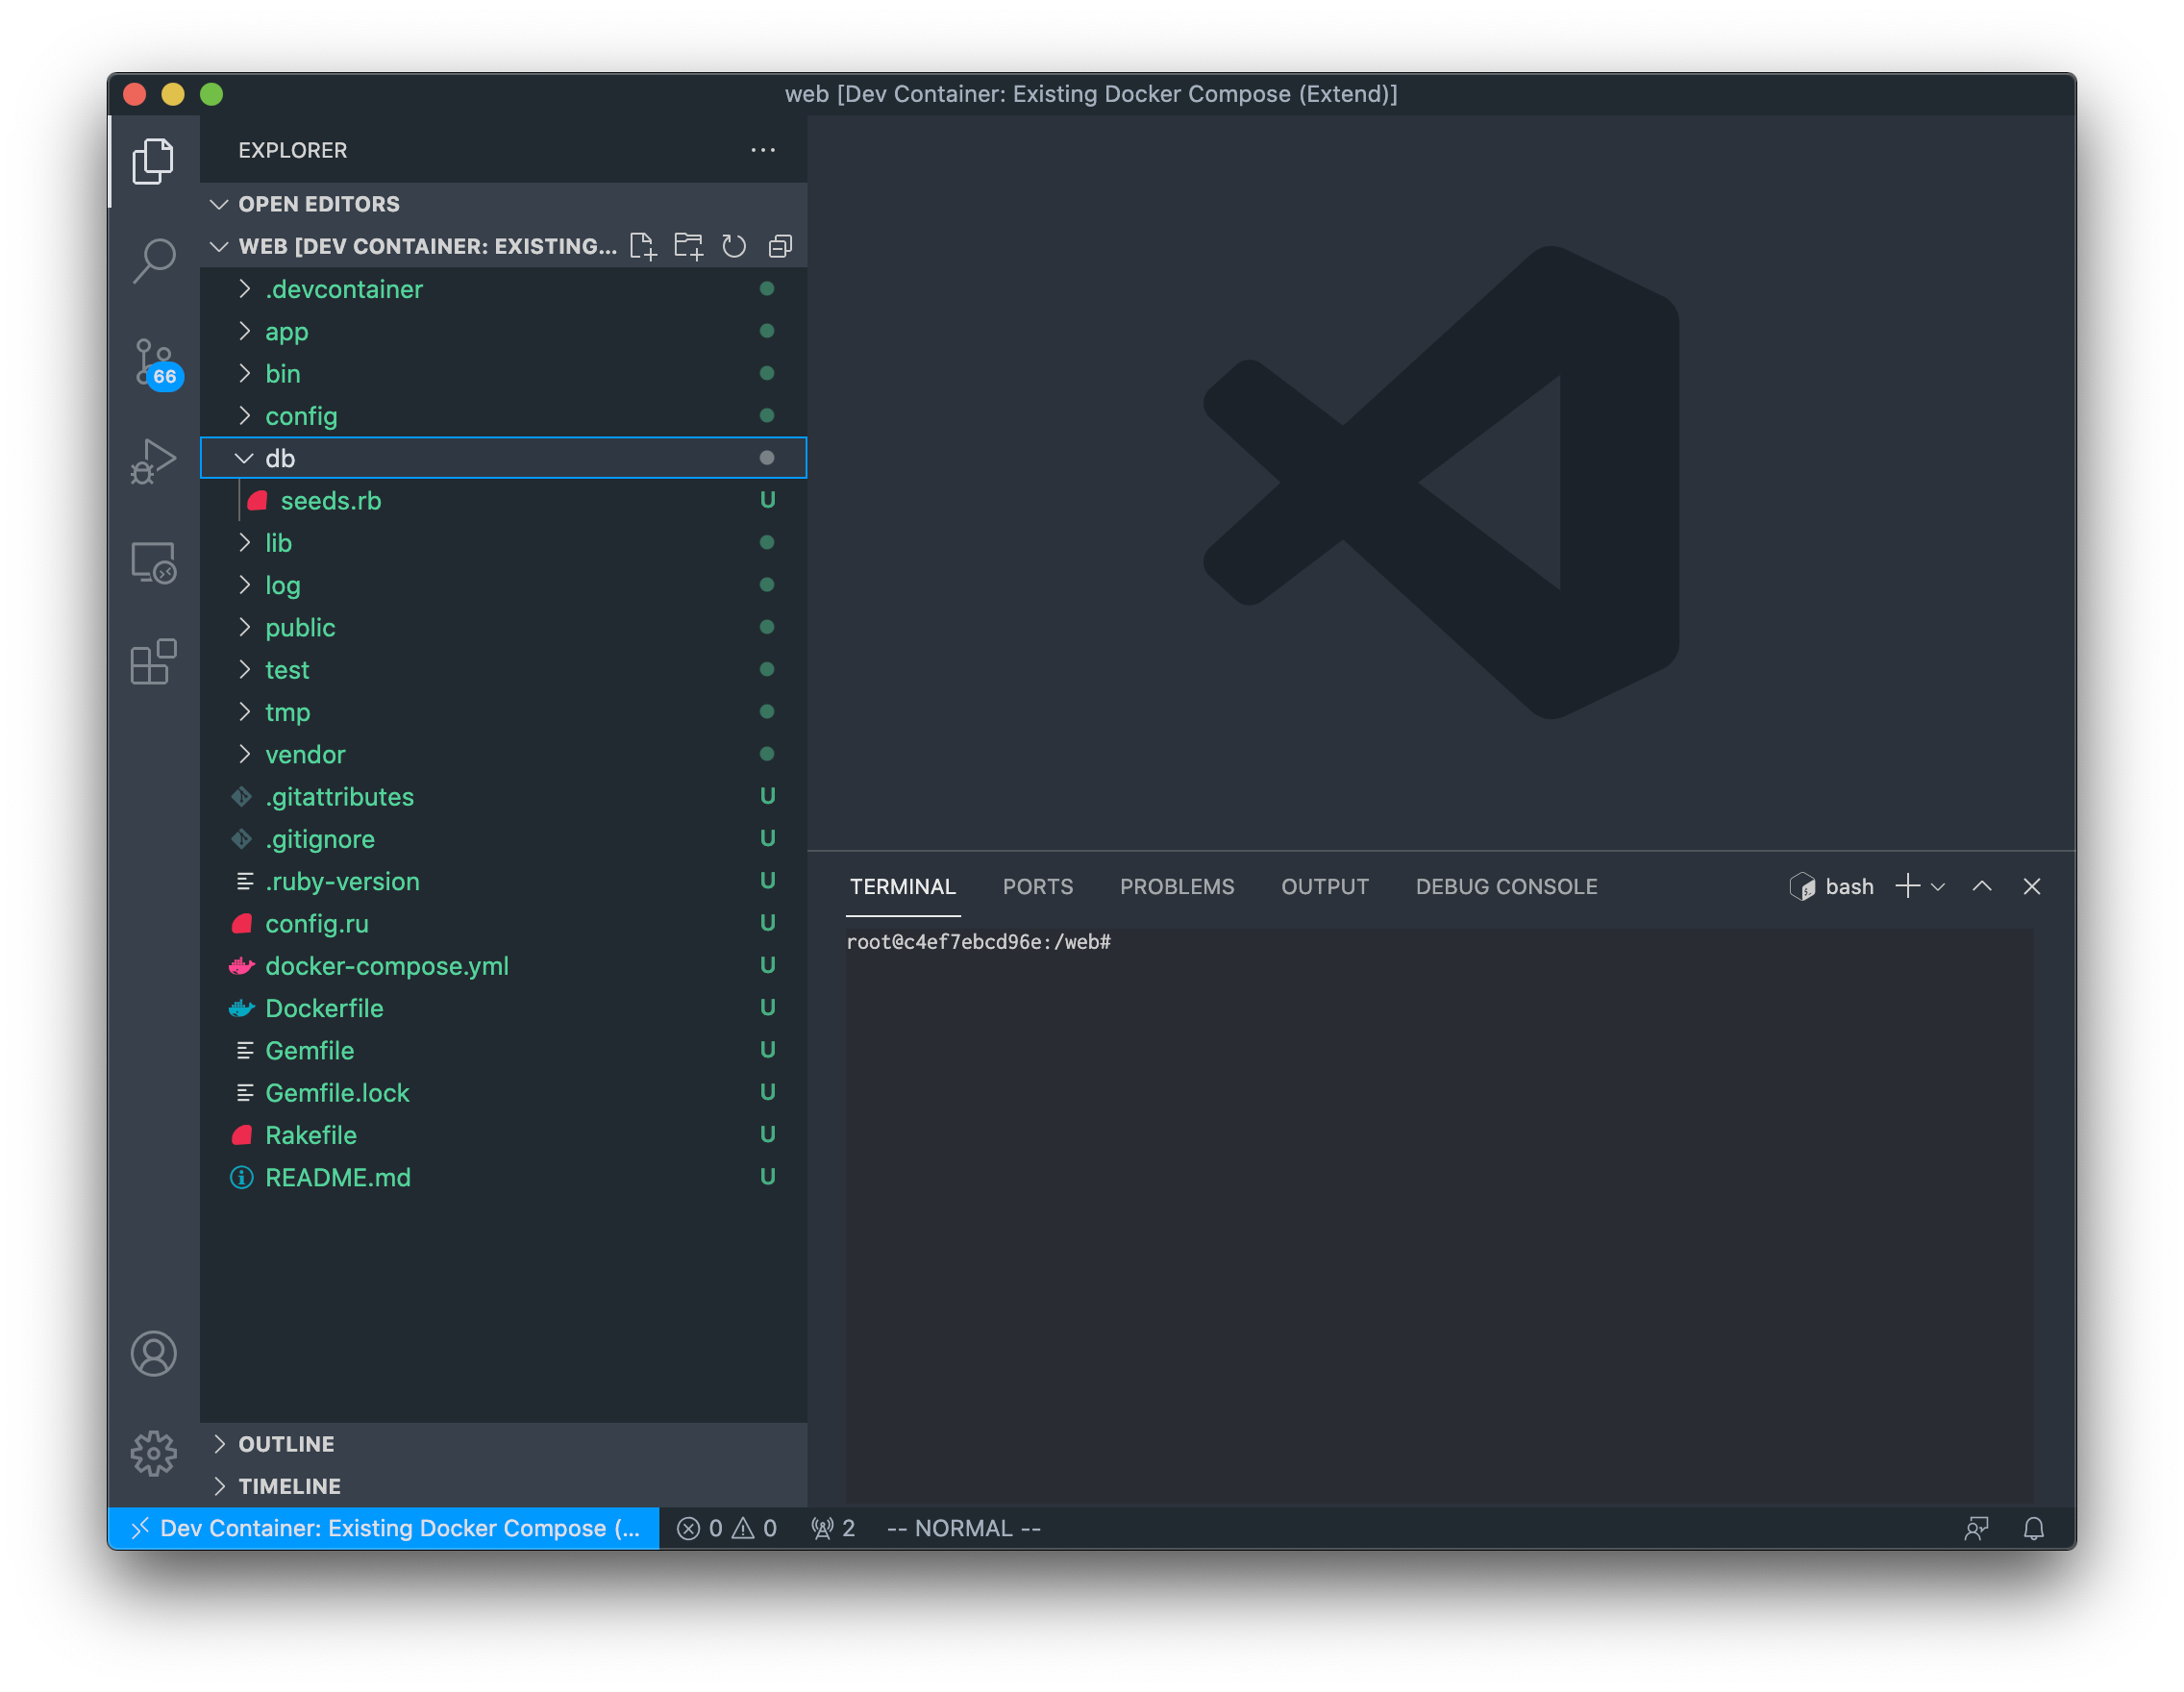 web [Dev Container: Existing Docker Compose (Extend)]
EXPLORER
OPEN EDITORS
WEB [DEV CONTAINER: EXISTING...
.devcontainer
app
bin
config
db
seeds.rb U
lib
log
public
test
tmp
vendor
.gitattributes U
.gitignore U
.ruby-version U
config.ru U
docker-compose.yml U
Dockerfile U
Gemfile U
Gemfile.lock U
Rakefile U
README.md U
OUTLINE
TIMELINE
66
TERMINAL PORTS PROBLEMS OUTPUT DEBUG CONSOLE bash
root@c4ef7ebcd96e:/web#
Dev Container: Existing Docker Compose (... 0 0 2 -- NORMAL --